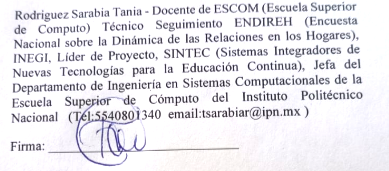 Rodriguez Sarabia Tania - Docente de ESCOM (Escuela Superior
de Computo) Técnico Seguimiento ENDIREH (Encuesta
Nacional sobre la Dinámica de las Relaciones en los Hogares),
INEGI, Líder de Proyecto, SINTEC (Sistemas Integradores de
Nuevas Tecnologías para la Educación Continua), Jefa del
Departamento de Ingeniería en Sistemas Computacionales de la
Escuela Superior de Cómputo del Instituto Politécnico
Nacional (Tél:5540801340 email:tsarabiar@ipn.mx )
Firma: